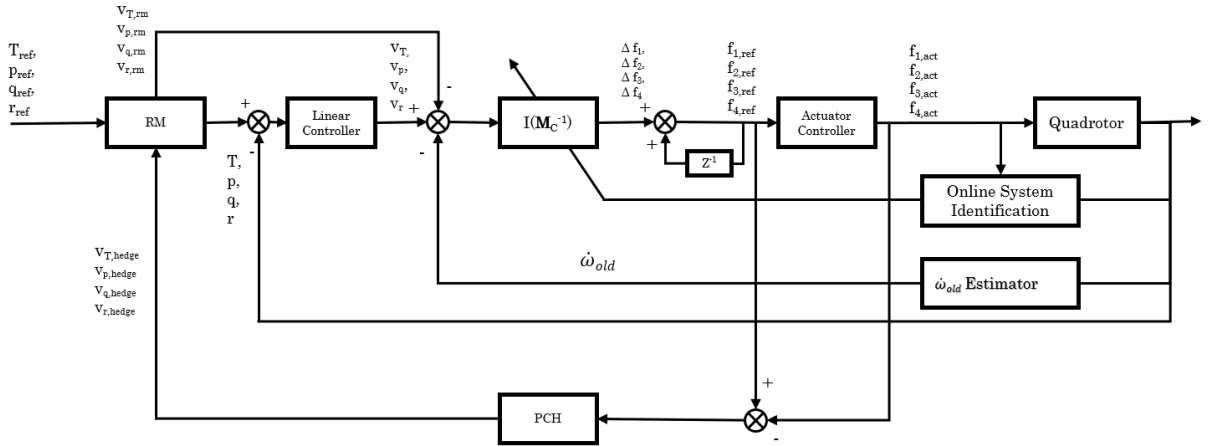 T_ref,
p_ref,
q_ref,
r_ref
v_T,rm
v_p,rm
v_q,rm
v_r,rm
RM
+
-
T,
p,
q,
r
Linear
Controller
v_T,
v_p,
v_q,
v_r
+
-
-
I(M_C^-1)
Δ f_1,
Δ f_2,
Δ f_3,
Δ f_4
+
+
Z^-1
f_1,ref
f_2,ref
f_3,ref
f_4,ref
Actuator
Controller
f_1,act
f_2,act
f_3,act
f_4,act
Quadrotor
Online System
Identification
ω̇_old
ω̇_old Estimator
v_T,hedge
v_p,hedge
v_q,hedge
v_r,hedge
PCH
+
-